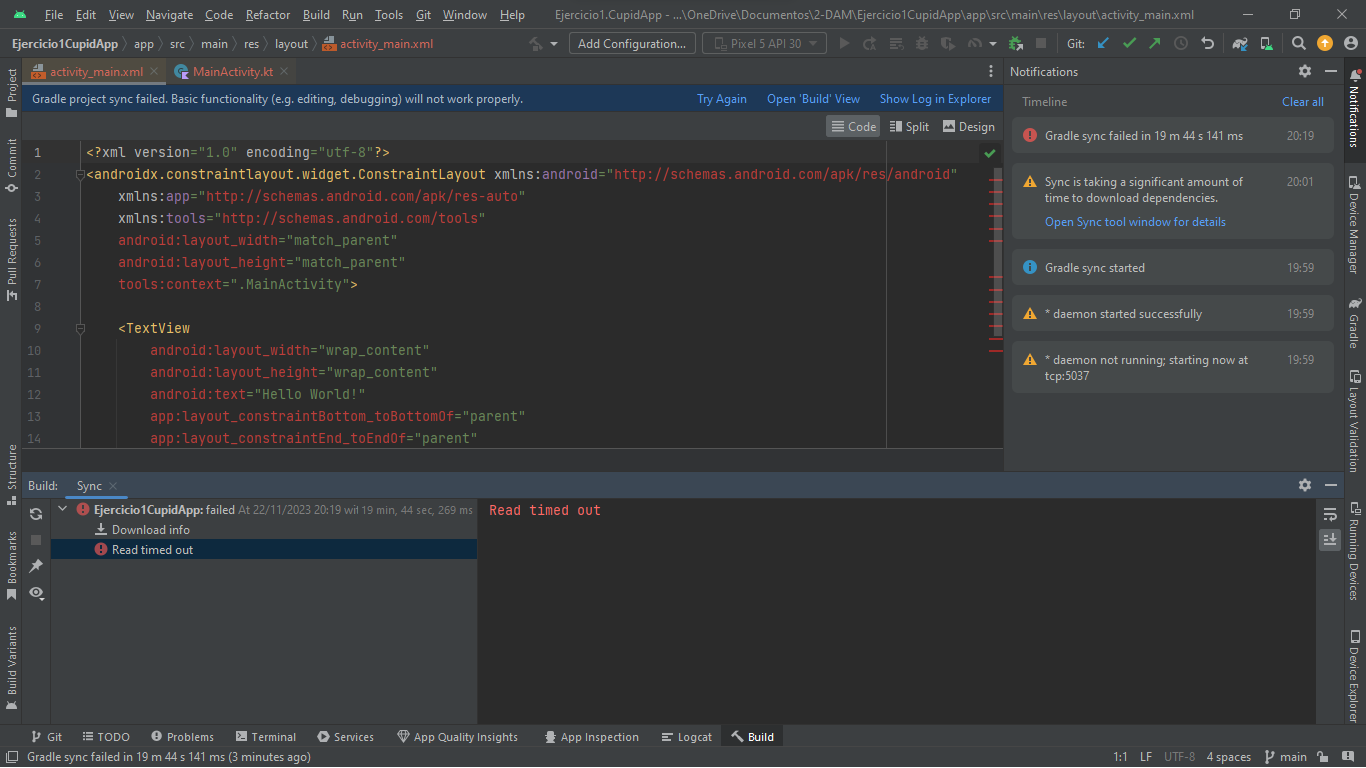 File Edit View Navigate Code Refactor Build Run Tools Git Window Help Ejercicio1.CupidApp - ...\OneDrive\Documentos\2-DAM\Ejercicio1CupidApp\app\src\main\res\layout\activity_main.xml
Ejercicio1CupidApp app src main res layout activity_main.xml Add Configuration... Pixel 5 API 30 Git:
activity_main.xml MainActivity.kt
Gradle project sync failed. Basic functionality (e.g. editing, debugging) will not work properly. Try Again Open 'Build' View Show Log in Explorer
Code Split Design
1 <?xml version="1.0" encoding="utf-8"?>
2 <androidx.constraintlayout.widget.ConstraintLayout xmlns:android="http://schemas.android.com/apk/res/android"
3 xmlns:app="http://schemas.android.com/apk/res-auto"
4 xmlns:tools="http://schemas.android.com/tools"
5 android:layout_width="match_parent"
6 android:layout_height="match_parent"
7 tools:context=".MainActivity">
8
9 <TextView
10 android:layout_width="wrap_content"
11 android:layout_height="wrap_content"
12 android:text="Hello World!"
13 app:layout_constraintBottom_toBottomOf="parent"
14 app:layout_constraintEnd_toEndOf="parent"
Notifications
Timeline Clear all
Gradle sync failed in 19 m 44 s 141 ms 20:19
Sync is taking a significant amount of 20:01
time to download dependencies.
Open Sync tool window for details
Gradle sync started 19:59
* daemon started successfully 19:59
* daemon not running; starting now at 19:59
tcp:5037
Project
Commit
Pull Requests
Structure
Bookmarks
Build Variants
Notifications
Device Manager
Gradle
Layout Validation
Running Devices
Device Explorer
Build: Sync
Ejercicio1CupidApp: failed At 22/11/2023 20:19 wit 19 min, 44 sec, 269 ms
Download info
Read timed out
Read timed out
Git TODO Problems Terminal Services App Quality Insights App Inspection Logcat Build
Gradle sync failed in 19 m 44 s 141 ms (3 minutes ago) 1:1 LF UTF-8 4 spaces main